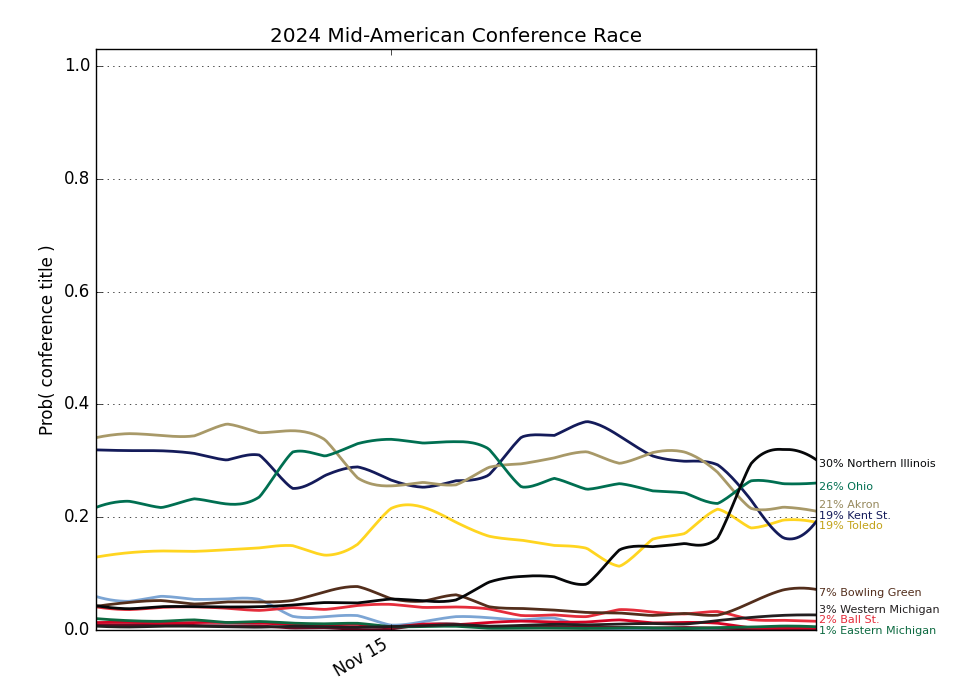 2024 Mid-American Conference Race
Prob( conference title )
1.0
0.8
0.6
0.4
0.2
0.0
Nov 15
30% Northern Illinois
26% Ohio
21% Akron
19% Kent St.
19% Toledo
7% Bowling Green
3% Western Michigan
2% Ball St.
1% Eastern Michigan